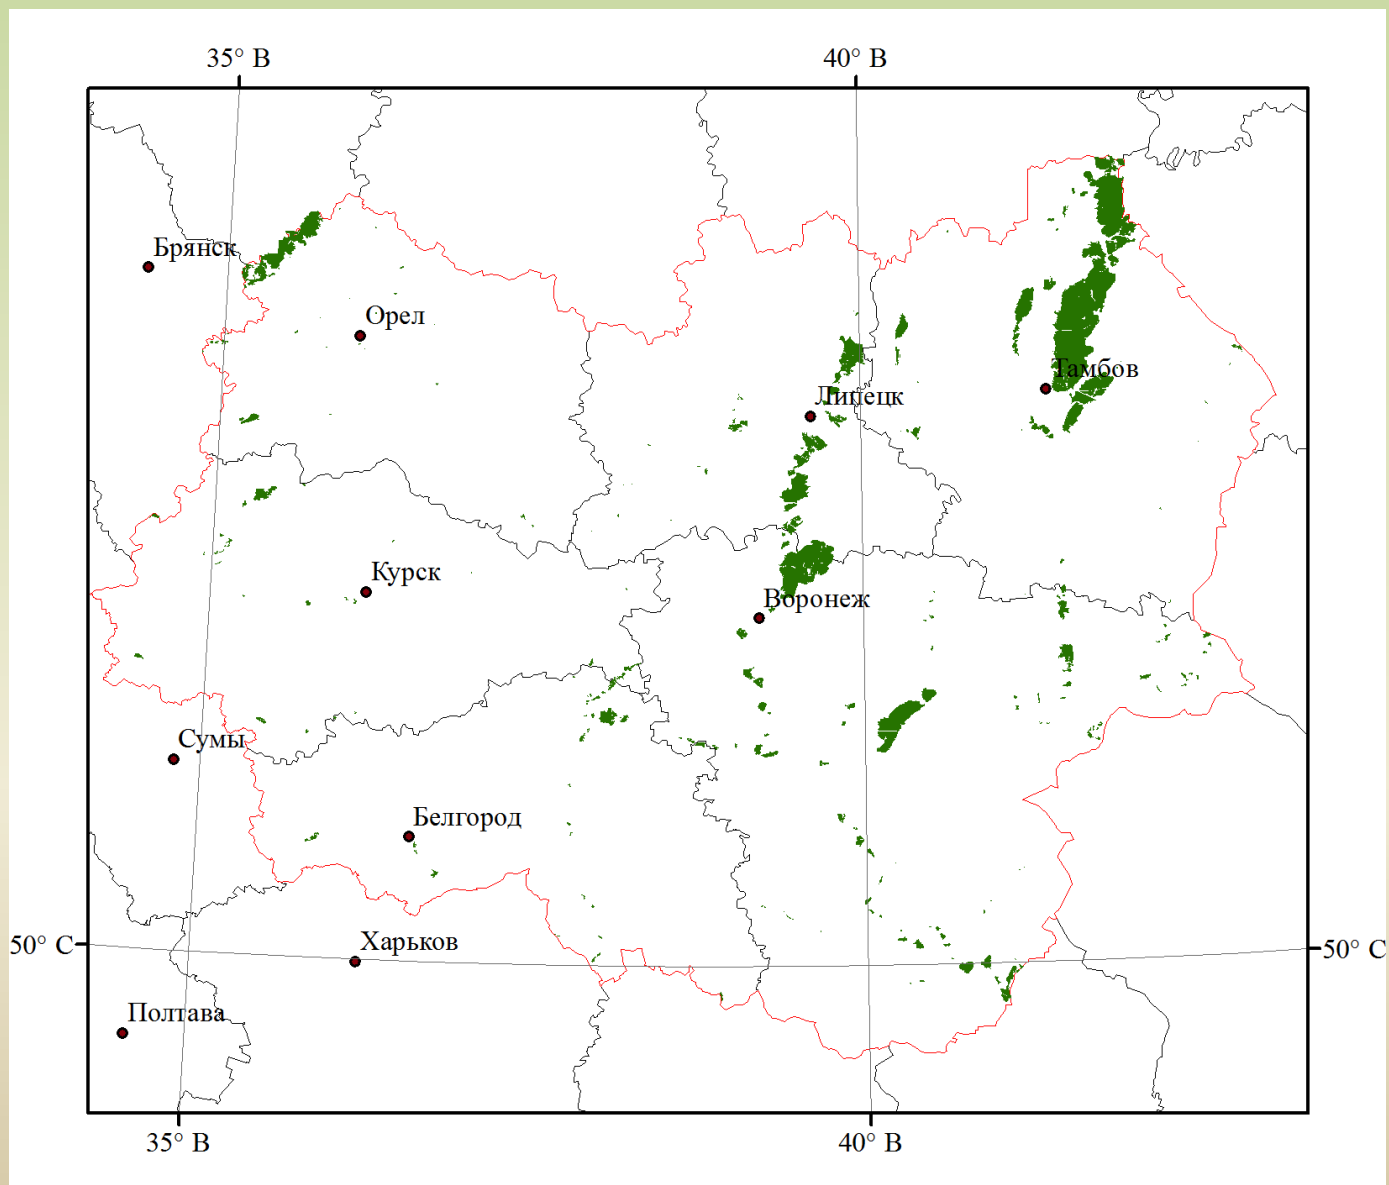 35° В
40° В
Брянск
Орел
Тамбов
Липецк
Курск
Воронеж
Сумы
Белгород
Харьков
50° С
50° С
Полтава
35° В
40° В